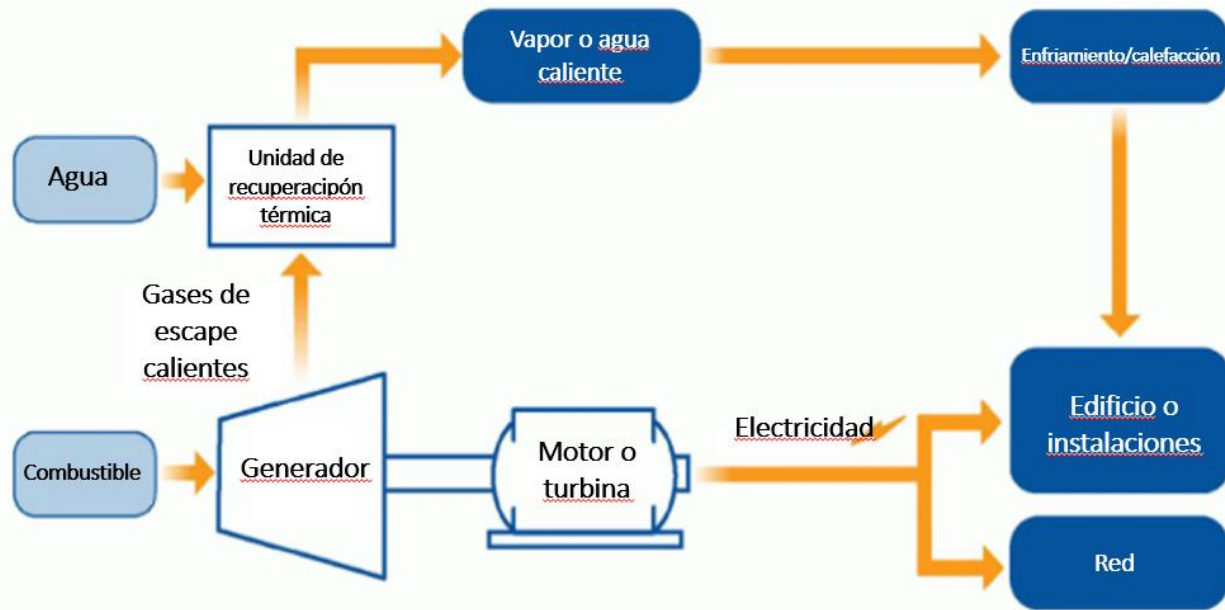 Vapor o agua
caliente
Enfriamiento/calefacción
Agua
Unidad de
recuperacipón
térmica
Gases de
escape
calientes
Combustible
Generador
Motor o
turbina
Electricidad
Edificio o
instalaciones
Red